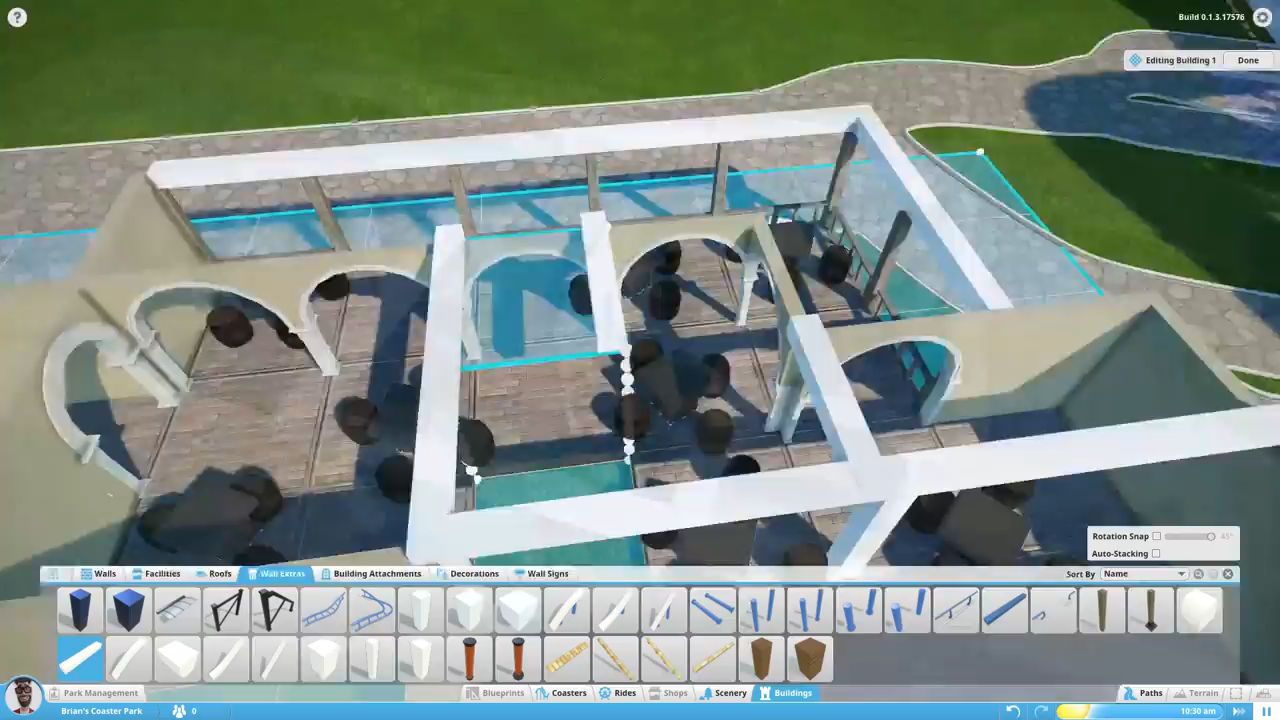 ?
Build 0.1.3.17576
Editing Building 1 Done
Rotation Snap 45°
Auto-Stacking
Walls Facilities Roofs Wall Extras Building Attachments Decorations Wall Signs Sort By Name
Park Management Blueprints Coasters Rides Shops Scenery Buildings Paths Terrain
Brian's Coaster Park 0 10:30 am